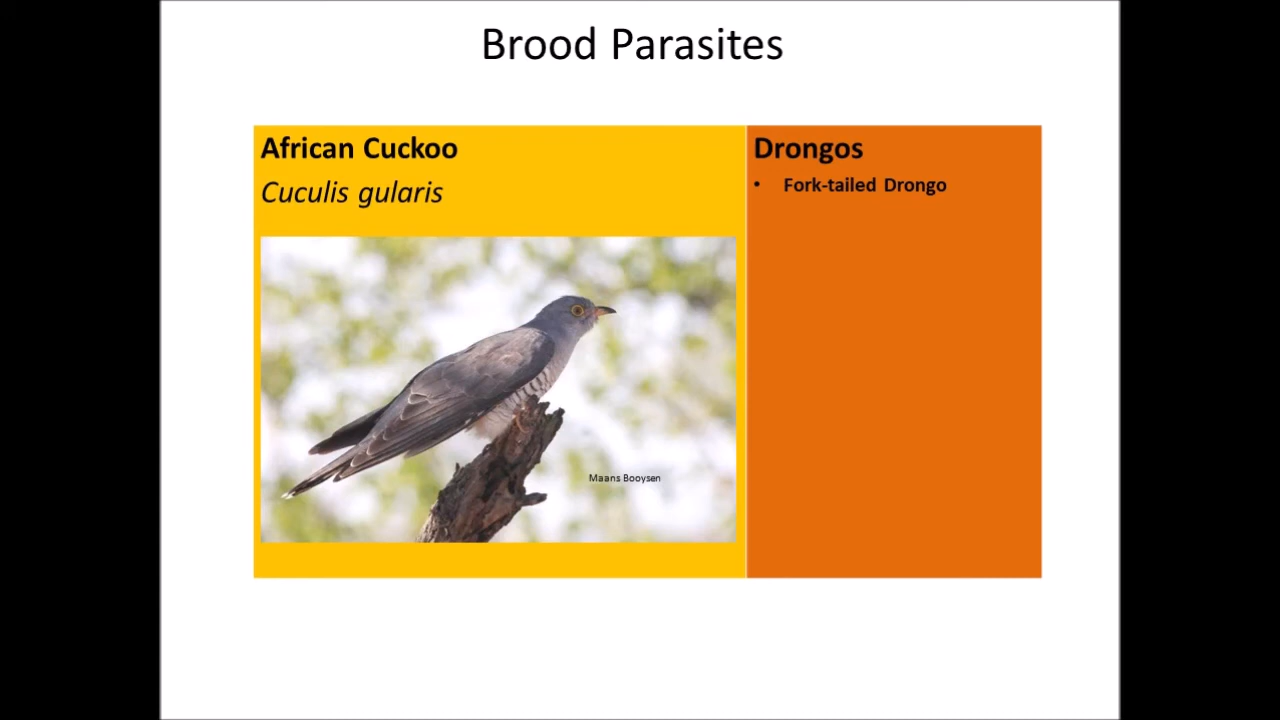 Brood Parasites
African Cuckoo
Cuculis gularis
Maans Booysen
Drongos
• Fork-tailed Drongo